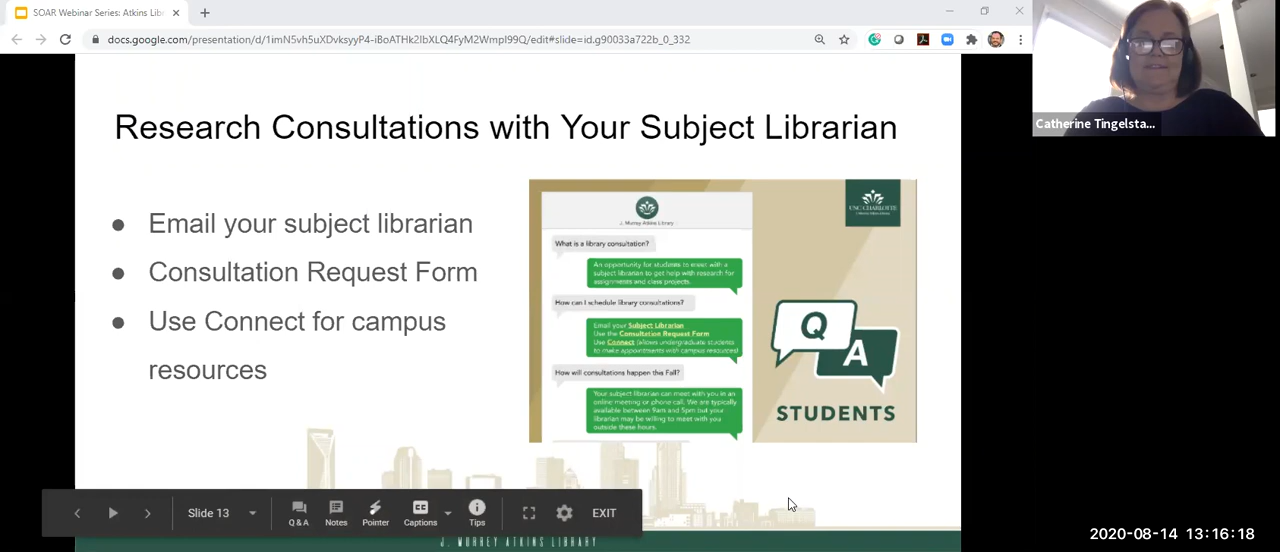 SOAR Webinar Series: Atkins Libr
docs.google.com/presentation/d/1imN5vh5uXDvksyyP4-iBoATHk2IbXLQ4FyM2WmpI99Q/edit#slide=id.g90033a722b_0_332
Catherine Tingelsta...
Research Consultations with Your Subject Librarian
Email your subject librarian
Consultation Request Form
Use Connect for campus
resources
J. Murrey Atkins Library
UNC CHARLOTTE
What is a library consultation?
An opportunity for students to meet with a
subject librarian to get help with research for
assignments and class projects.
How can I schedule library consultations?
Email your Subject Librarian
Use the Consultation Request Form
Use Connect (allows undergraduate students
to make appointments with campus resources)
How will consultations happen this Fall?
Your subject librarian can meet with you in an
online meeting or phone call. We are typically
available between 9am and 5pm but your
librarian may be willing to meet with you
outside these hours.
Q
A
STUDENTS
Slide 13
Q & A
Notes
Pointer
Captions
Tips
EXIT
J. MURREY ATKINS LIBRARY
2020-08-14 13:16:18